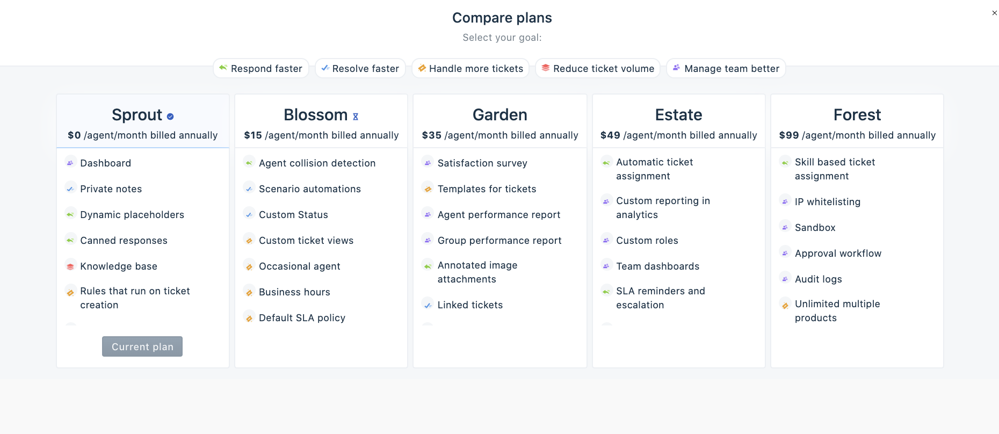 Compare plans
Select your goal:
Respond faster
Resolve faster
Handle more tickets
Reduce ticket volume
Manage team better
Sprout
$0 /agent/month billed annually
Dashboard
Private notes
Dynamic placeholders
Canned responses
Knowledge base
Rules that run on ticket
creation
Current plan
Blossom
$15 /agent/month billed annually
Agent collision detection
Scenario automations
Custom Status
Custom ticket views
Occasional agent
Business hours
Default SLA policy
Garden
$35 /agent/month billed annually
Satisfaction survey
Templates for tickets
Agent performance report
Group performance report
Annotated image
attachments
Linked tickets
Estate
$49 /agent/month billed annually
Automatic ticket
assignment
Custom reporting in
analytics
Custom roles
Team dashboards
SLA reminders and
escalation
Forest
$99 /agent/month billed annually
Skill based ticket
assignment
IP whitelisting
Sandbox
Approval workflow
Audit logs
Unlimited multiple
products